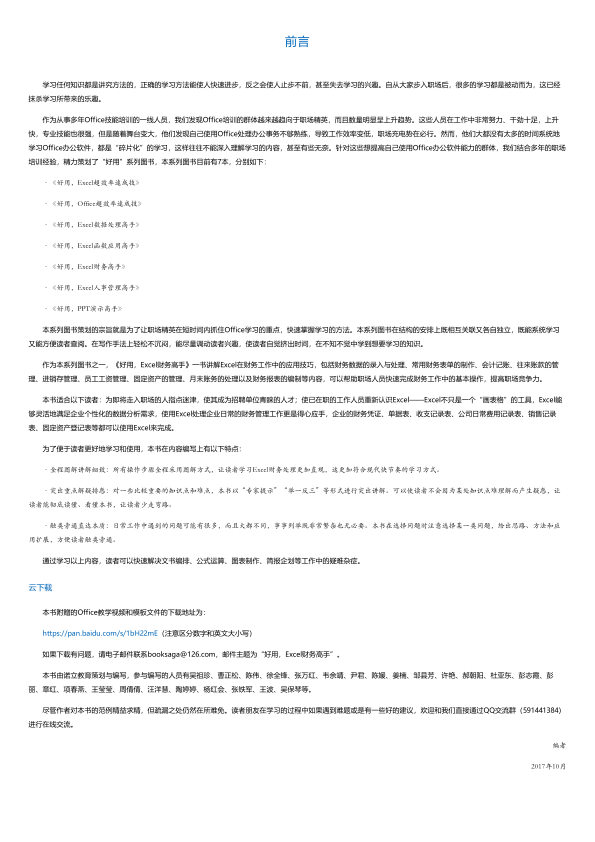 前言
学习任何知识都是讲究方法的，正确的学习方法能使人快速进步，反之会使人止步不前，甚至失去学习的兴趣。自从大家步入职场后，很多的学习都是被动而为，这已经
抹杀学习所带来的乐趣。
作为从事多年Office技能培训的一线人员，我们发现Office培训的群体越来越趋向于职场精英，而且数量明显呈上升趋势。这些人员在工作中非常努力、干劲十足，上升
快，专业技能也很强，但是随着舞台变大，他们发现自己使用Office处理办公事务不够熟练，导致工作效率变低，职场充电势在必行。然而，他们大都没有太多的时间系统地
学习Office办公软件，都是“碎片化”的学习，这样往往不能深入理解学习的内容，甚至有些无奈。针对这些想提高自己使用Office办公软件能力的群体，我们结合多年的职场
培训经验，精力策划了“好用”系列图书，本系列图书目前有7本，分别如下：
· 《好用，Excel超效率速成技》
· 《好用，Office超效率速成技》
· 《好用，Excel数据处理高手》
· 《好用，Excel函数应用高手》
· 《好用，Excel财务高手》
· 《好用，Excel人事管理高手》
· 《好用，PPT演示高手》
本系列图书策划的宗旨就是为了让职场精英在短时间内抓住Office学习的重点，快速掌握学习的方法。本系列图书在结构的安排上既相互关联又各自独立，既能系统学习
又能方便读者查阅。在写作手法上轻松不沉闷，能尽量调动读者兴趣，使读者自觉挤出时间，在不知不觉中学到想要学习的知识。
作为本系列图书之一，《好用，Excel财务高手》一书讲解Excel在财务工作中的应用技巧，包括财务数据的录入与处理、常用财务表单的制作、会计记账、往来账款的管
理、进销存管理、员工工资管理、固定资产的管理、月末账务的处理以及财务报表的编制等内容，可以帮助职场人员快速完成财务工作中的基本操作，提高职场竞争力。
本书适合以下读者：为即将走入职场的人指点迷津，使其成为招聘单位青睐的人才；使已在职的工作人员重新认识Excel——Excel不只是一个“画表格”的工具，Excel能
够灵活地满足企业个性化的数据分析需求，使用Excel处理企业日常的财务管理工作更是得心应手，企业的财务凭证、单据表、收支记录表、公司日常费用记录表、销售记录
表、固定资产登记表等都可以使用Excel来完成。
为了便于读者更好地学习和使用，本书在内容编写上有以下特点：
· 全程图解讲解细致：所有操作步骤全程采用图解方式，让读者学习Excel财务处理更加直观，这更加符合现代快节奏的学习方式。
· 突出重点解疑排惑：对一些比较重要的知识点和难点，本书以“专家提示”“举一反三”等形式进行突出讲解。可以使读者不会因为某处知识点难理解而产生疑惑，让
读者能彻底读懂、看懂本书，让读者少走弯路。
· 触类旁通直达本质：日常工作中遇到的问题可能有很多，而且大都不同，事事列举既非常繁杂也无必要。本书在选择问题时注意选择某一类问题，给出思路、方法和应
用扩展，方便读者触类旁通。
通过学习以上内容，读者可以快速解决文书编排、公式运算、图表制作、简报企划等工作中的疑难杂症。
云下载
本书附赠的Office教学视频和模板文件的下载地址为：
https://pan.baidu.com/s/1bH22mE（注意区分数字和英文大小写）
如果下载有问题，请电子邮件联系booksaga@126.com，邮件主题为“好用，Excel财务高手”。
本书由诺立教育策划与编写，参与编写的人员有吴祖珍、曹正松、陈伟、徐全锋、张万红、韦余靖、尹君、陈媛、姜楠、邹县芳、许艳、郝朝阳、杜亚东、彭志霞、彭
丽、章红、项春燕、王莹莹、周倩倩、汪洋慧、陶婷婷、杨红会、张铁军、王波、吴保琴等。
尽管作者对本书的范例精益求精，但疏漏之处仍然在所难免。读者朋友在学习的过程中如果遇到难题或是有一些好的建议，欢迎和我们直接通过QQ交流群（591441384）
进行在线交流。
编者
2017年10月